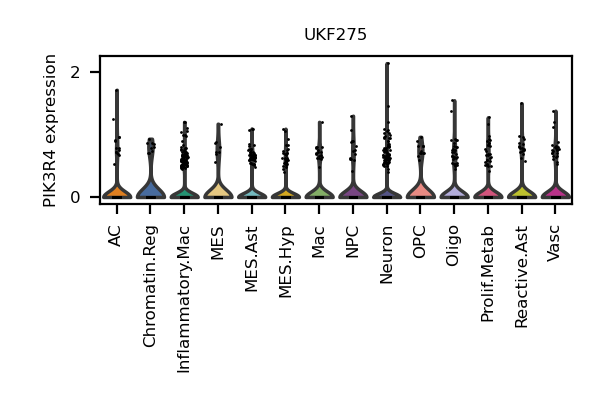 UKF275
PIK3R4 expression
2
0
AC
Chromatin.Reg
Inflammatory.Mac
MES
MES.Ast
MES.Hyp
Mac
NPC
Neuron
OPC
Oligo
Prolif.Metab
Reactive.Ast
Vasc